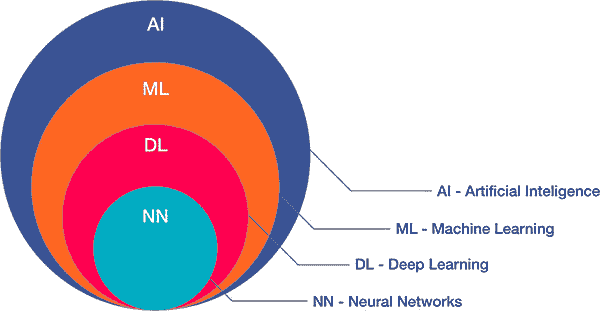 AI
ML
DL
NN
AI - Artificial Inteligence
ML - Machine Learning
DL - Deep Learning
NN - Neural Networks